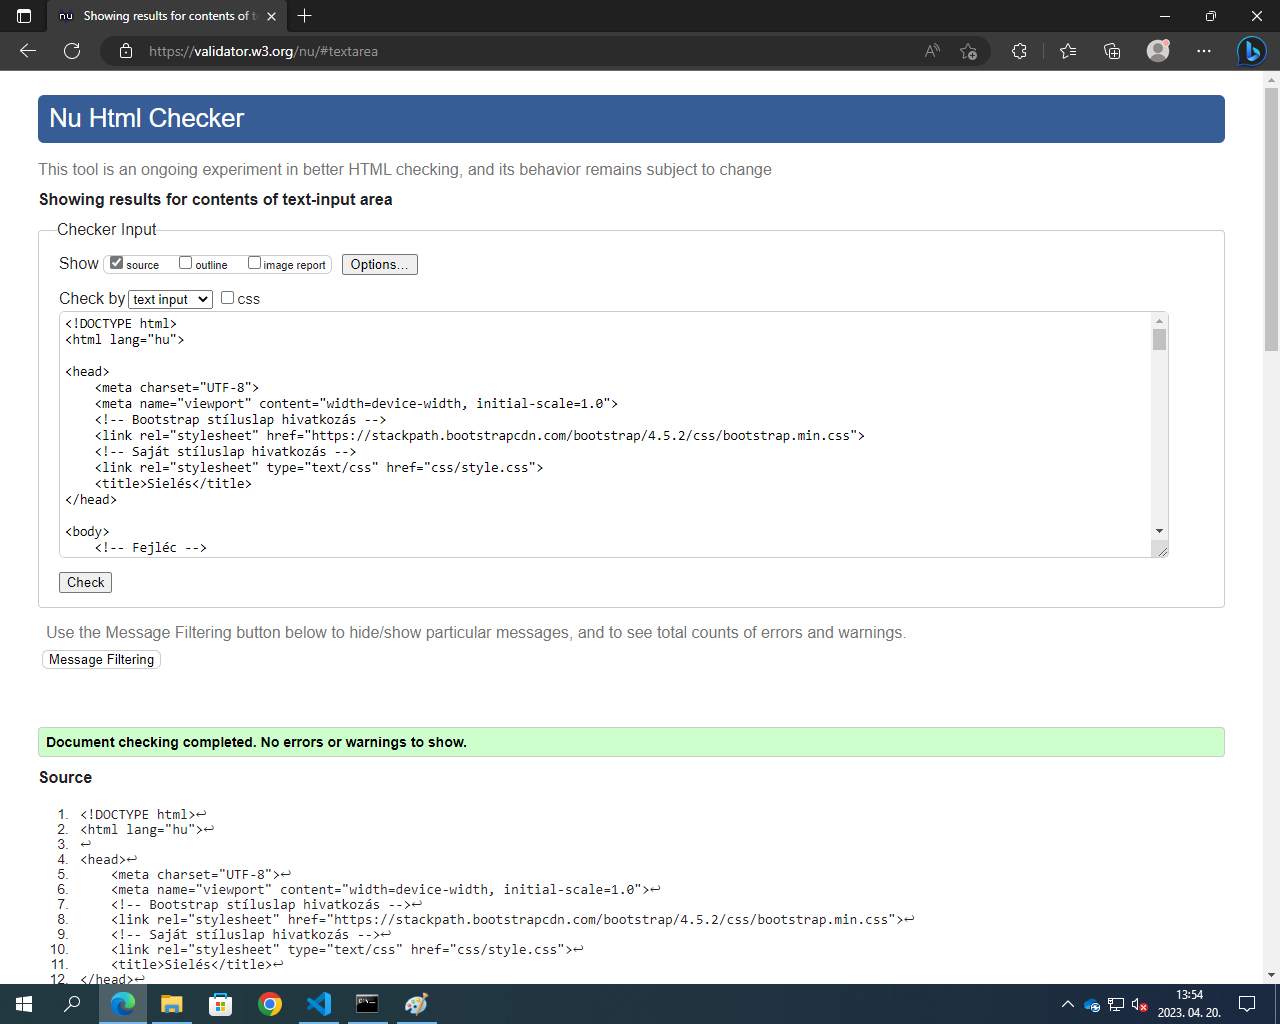 Showing results for contents of t
https://validator.w3.org/nu/#textarea
Nu Html Checker
This tool is an ongoing experiment in better HTML checking, and its behavior remains subject to change
Showing results for contents of text-input area
Checker Input
Show source outline image report Options...
Check by text input css
<!DOCTYPE html>
<html lang="hu">
<head>
<meta charset="UTF-8">
<meta name="viewport" content="width=device-width, initial-scale=1.0">
<!-- Bootstrap stíluslap hivatkozás -->
<link rel="stylesheet" href="https://stackpath.bootstrapcdn.com/bootstrap/4.5.2/css/bootstrap.min.css">
<!-- Saját stíluslap hivatkozás -->
<link rel="stylesheet" type="text/css" href="css/style.css">
<title>Sielés</title>
</head>
<body>
<!-- Fejléc -->
Check
Use the Message Filtering button below to hide/show particular messages, and to see total counts of errors and warnings.
Message Filtering
Document checking completed. No errors or warnings to show.
Source
1. <!DOCTYPE html>↩
2. <html lang="hu">↩
3. ↩
4. <head>↩
5. <meta charset="UTF-8">↩
6. <meta name="viewport" content="width=device-width, initial-scale=1.0">↩
7. <!-- Bootstrap stíluslap hivatkozás -->↩
8. <link rel="stylesheet" href="https://stackpath.bootstrapcdn.com/bootstrap/4.5.2/css/bootstrap.min.css">↩
9. <!-- Saját stíluslap hivatkozás -->↩
10. <link rel="stylesheet" type="text/css" href="css/style.css">↩
11. <title>Sielés</title>↩
12. </head>↩
13:54
2023. 04. 20.